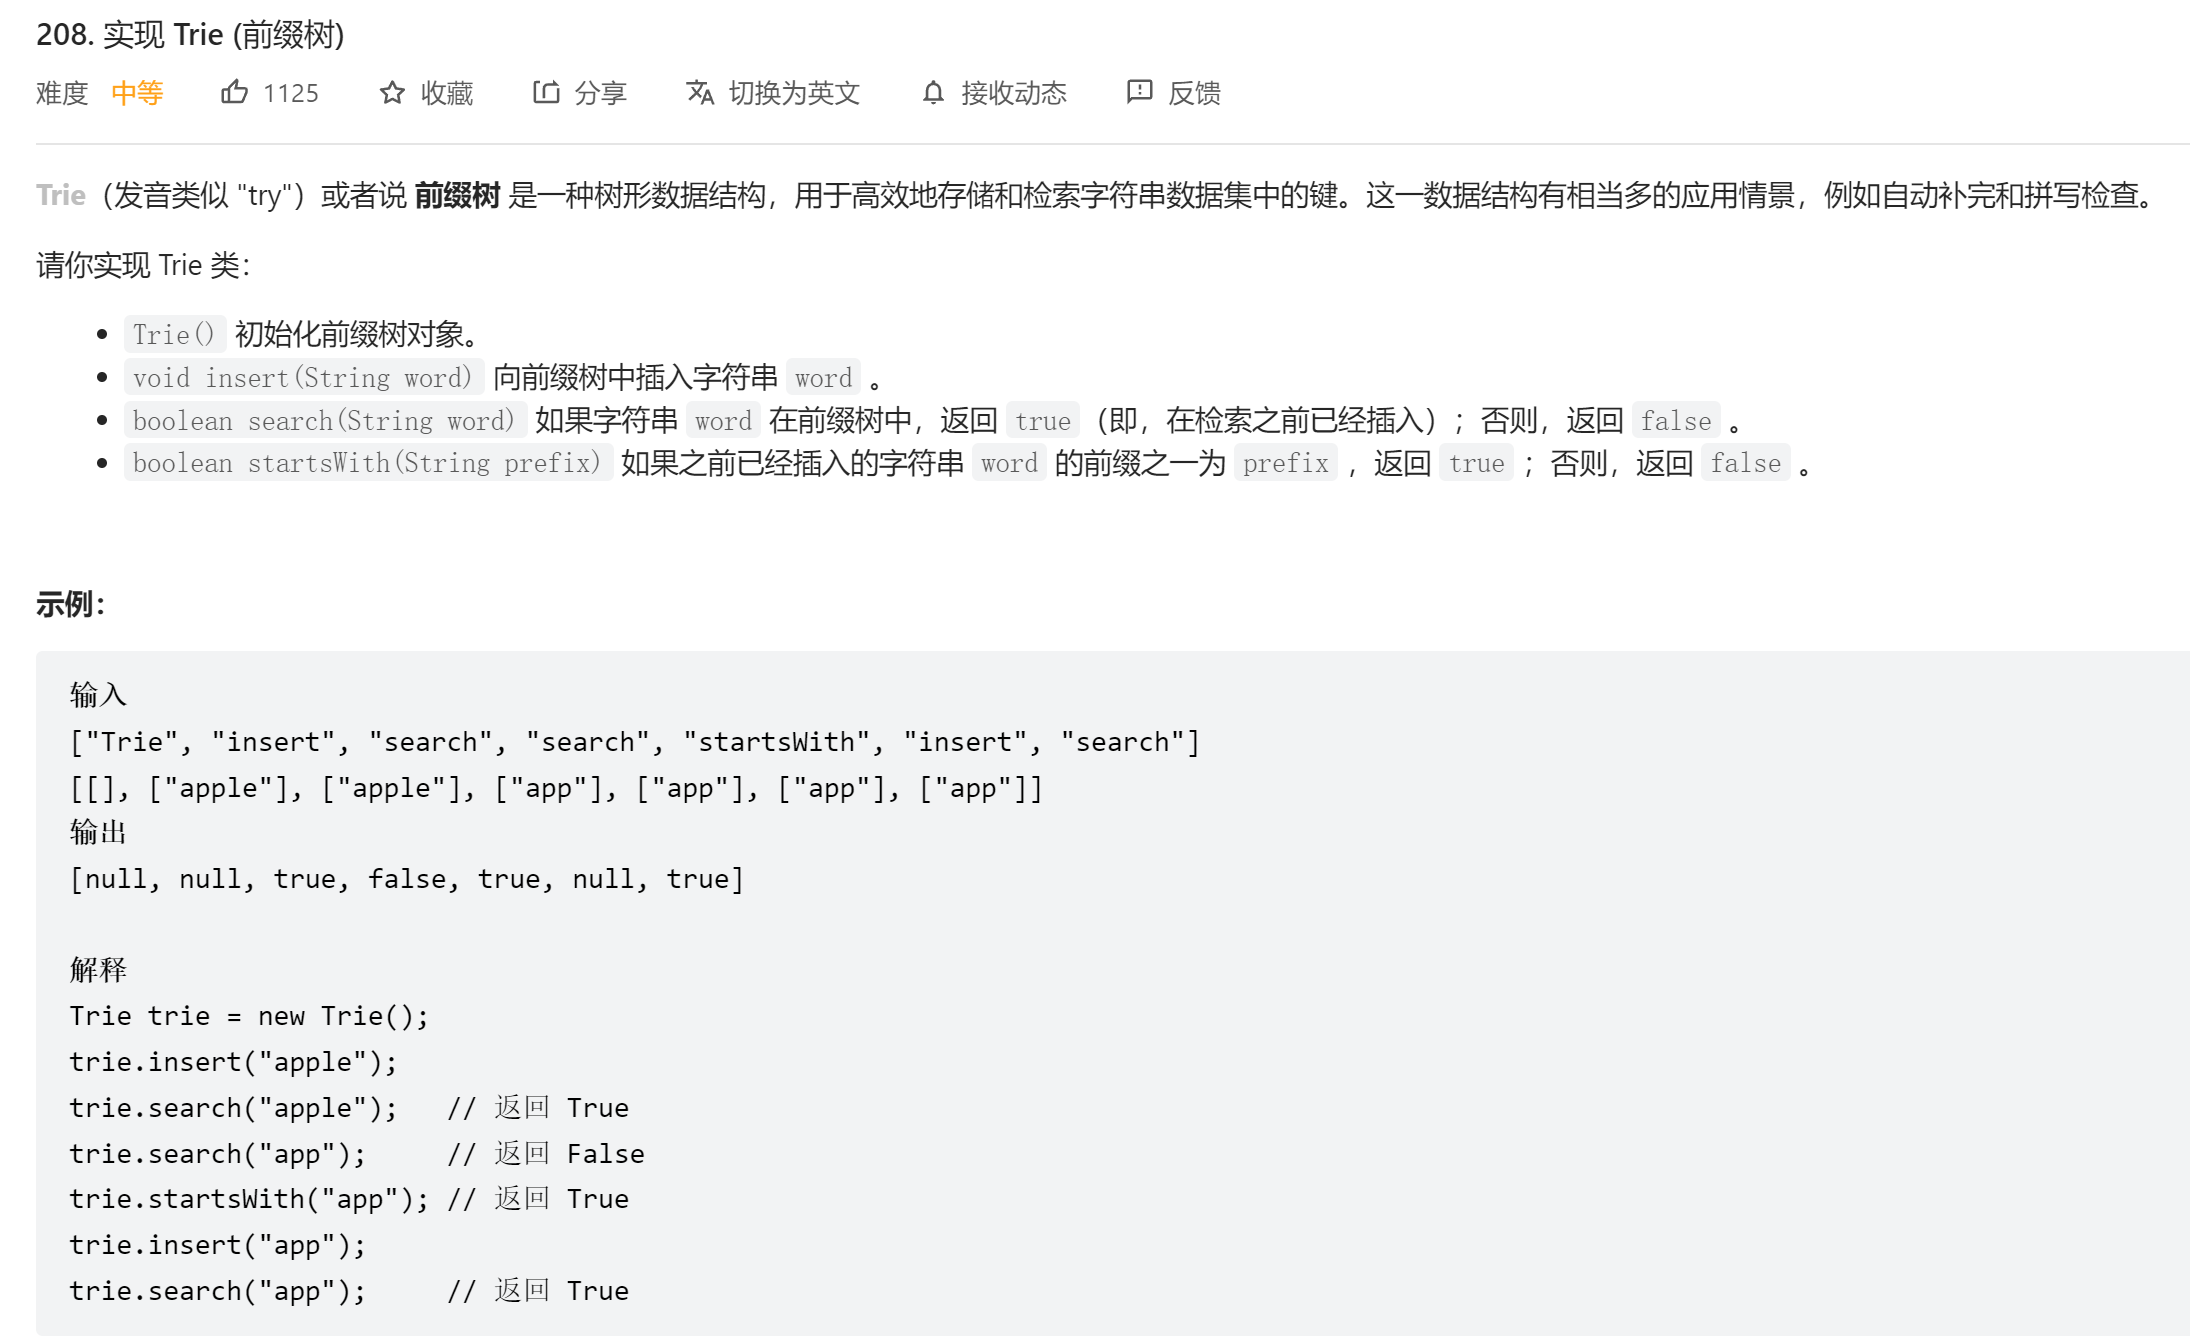 208. 实现 Trie (前缀树)
难度 中等 1125 收藏 分享 切换为英文 接收动态 反馈
Trie（发音类似 "try"）或者说 前缀树 是一种树形数据结构，用于高效地存储和检索字符串数据集中的键。这一数据结构有相当多的应用情景，例如自动补完和拼写检查。
请你实现 Trie 类：
• Trie() 初始化前缀树对象。
• void insert(String word) 向前缀树中插入字符串 word 。
• boolean search(String word) 如果字符串 word 在前缀树中，返回 true（即，在检索之前已经插入）；否则，返回 false 。
• boolean startsWith(String prefix) 如果之前已经插入的字符串 word 的前缀之一为 prefix ，返回 true ；否则，返回 false 。
示例：
输入
["Trie", "insert", "search", "search", "startsWith", "insert", "search"]
[[], ["apple"], ["apple"], ["app"], ["app"], ["app"], ["app"]]
输出
[null, null, true, false, true, null, true]
解释
Trie trie = new Trie();
trie.insert("apple");
trie.search("apple");   // 返回 True
trie.search("app");     // 返回 False
trie.startsWith("app"); // 返回 True
trie.insert("app");
trie.search("app");     // 返回 True